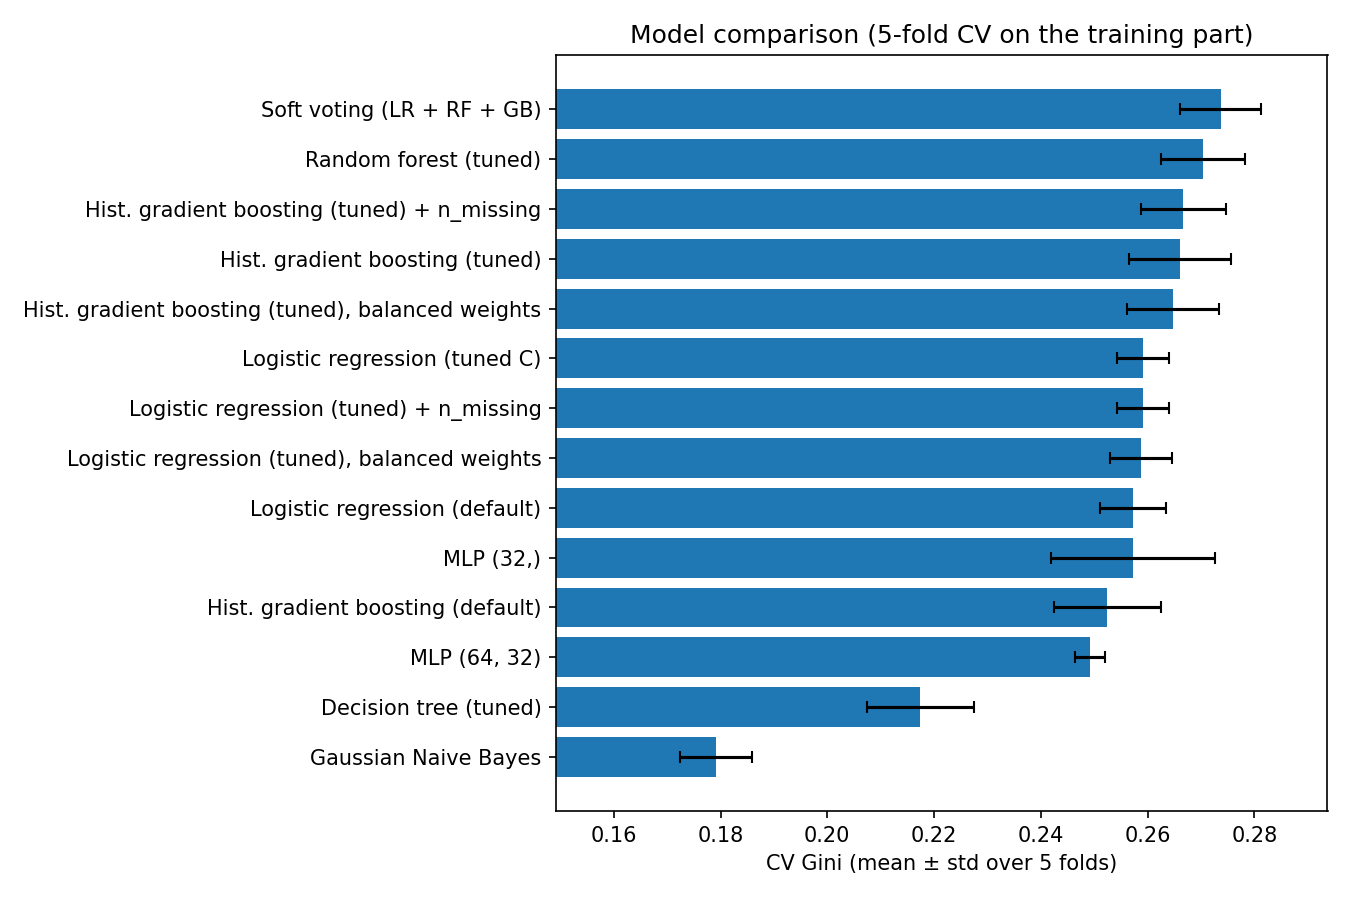 Model comparison (5-fold CV on the training part)
Soft voting (LR + RF + GB)
Random forest (tuned)
Hist. gradient boosting (tuned) + n_missing
Hist. gradient boosting (tuned)
Hist. gradient boosting (tuned), balanced weights
Logistic regression (tuned C)
Logistic regression (tuned) + n_missing
Logistic regression (tuned), balanced weights
Logistic regression (default)
MLP (32,)
Hist. gradient boosting (default)
MLP (64, 32)
Decision tree (tuned)
Gaussian Naive Bayes
0.16 0.18 0.20 0.22 0.24 0.26 0.28
CV Gini (mean ± std over 5 folds)